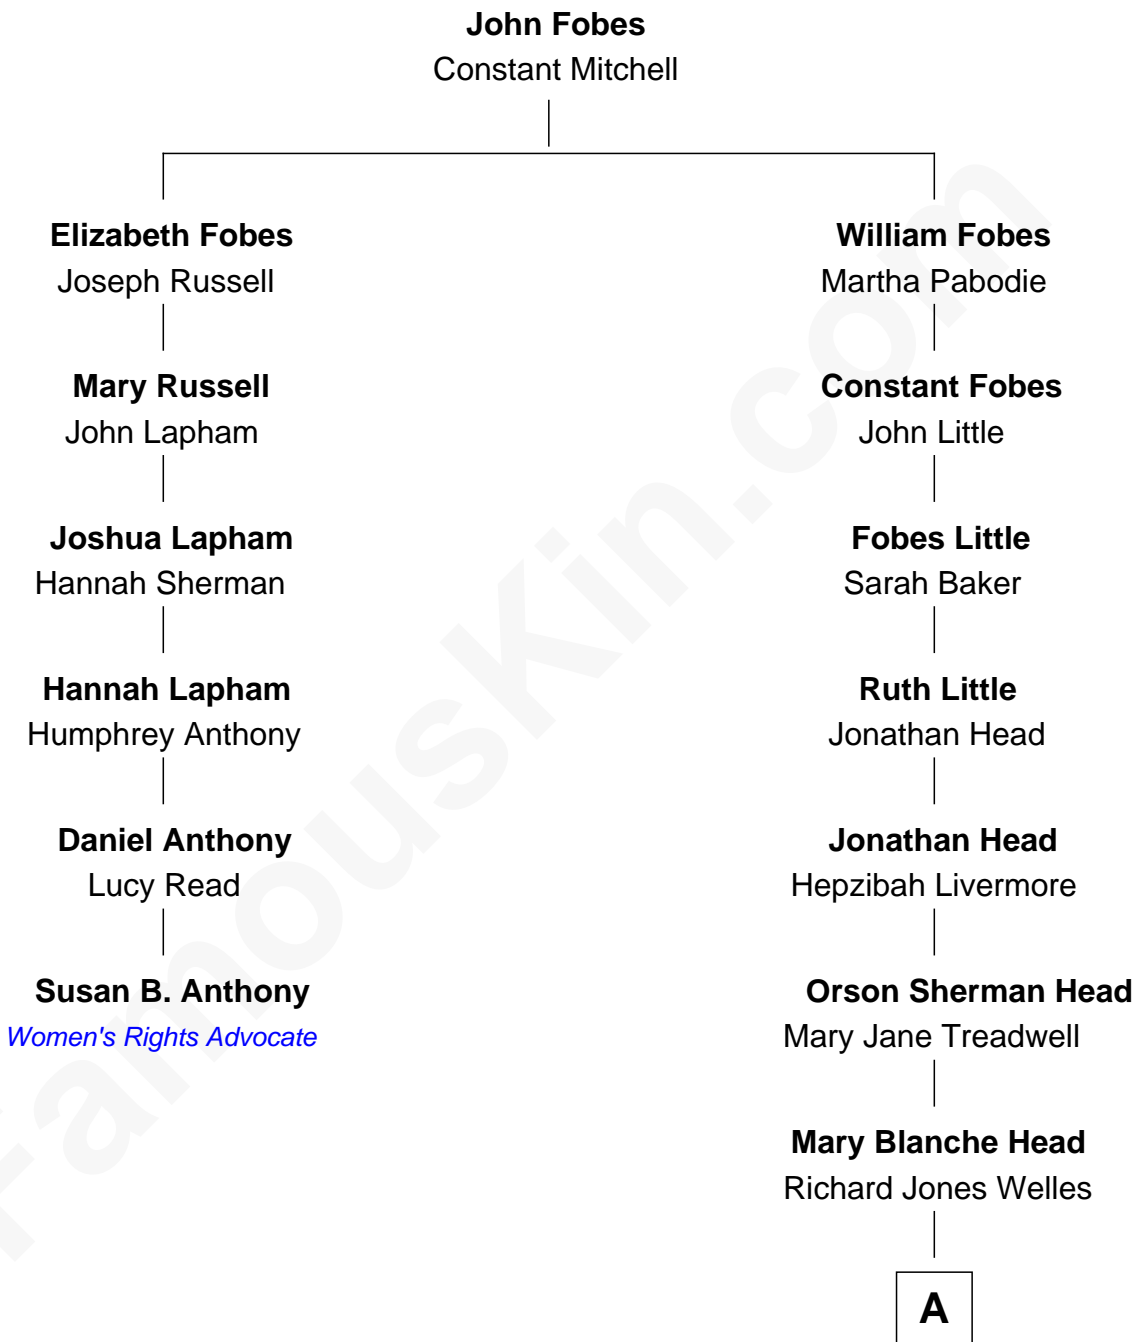 John Fobes
Constant Mitchell
Elizabeth Fobes
Joseph Russell
William Fobes
Martha Pabodie
Mary Russell
John Lapham
Constant Fobes
John Little
Joshua Lapham
Hannah Sherman
Fobes Little
Sarah Baker
Hannah Lapham
Humphrey Anthony
Ruth Little
Jonathan Head
Daniel Anthony
Lucy Read
Jonathan Head
Hepzibah Livermore
Susan B. Anthony
Women's Rights Advocate
Orson Sherman Head
Mary Jane Treadwell
Mary Blanche Head
Richard Jones Welles
A
FamousKin.com